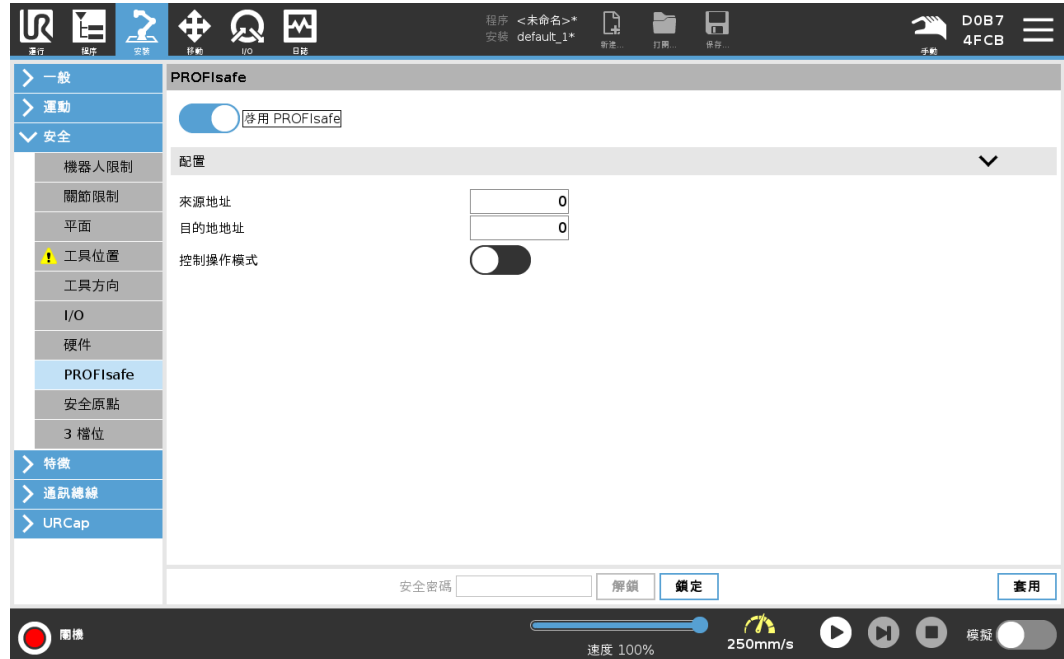 運行 程序 安裝 移動 I/O 日誌
程序 <未命名>*
安裝 default_1*
新建... 打開... 保存...
手動
D0B7
4FCB
一般
運動
安全
機器人限制
關節限制
平面
工具位置
工具方向
I/O
硬件
PROFIsafe
安全原點
3 檔位
特徵
通訊總線
URCap
PROFIsafe
啓用 PROFIsafe
配置
來源地址 0
目的地地址 0
控制操作模式
安全密碼 解鎖 鎖定 套用
關機
速度 100%
250mm/s
模擬